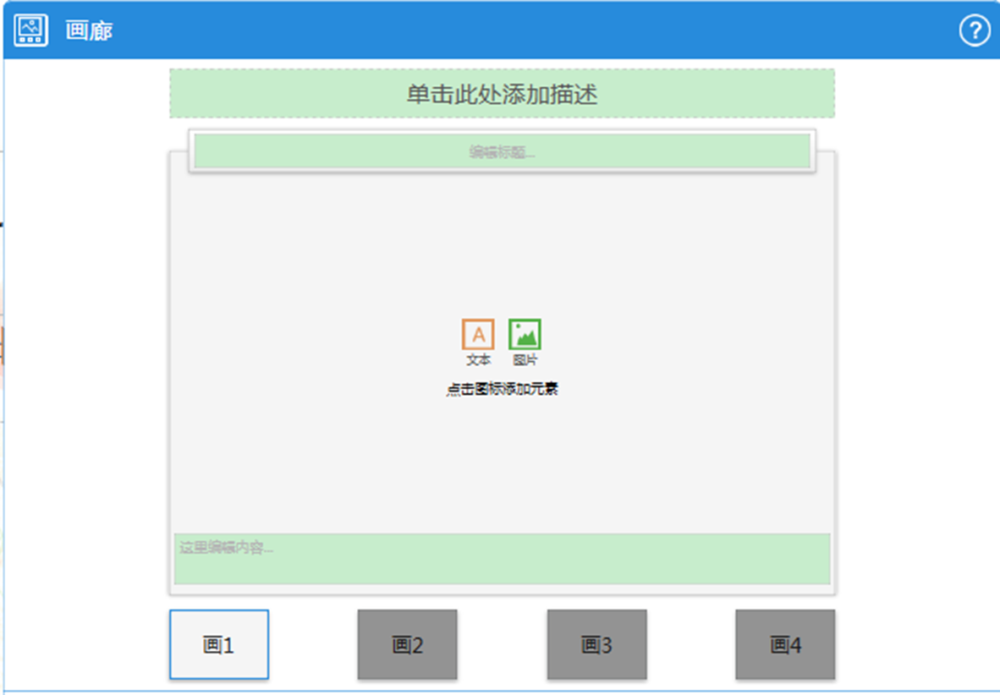 画廊
?
单击此处添加描述
编辑标题...
A
文本 图片
点击图标添加元素
这里编辑内容...
画1 画2 画3 画4